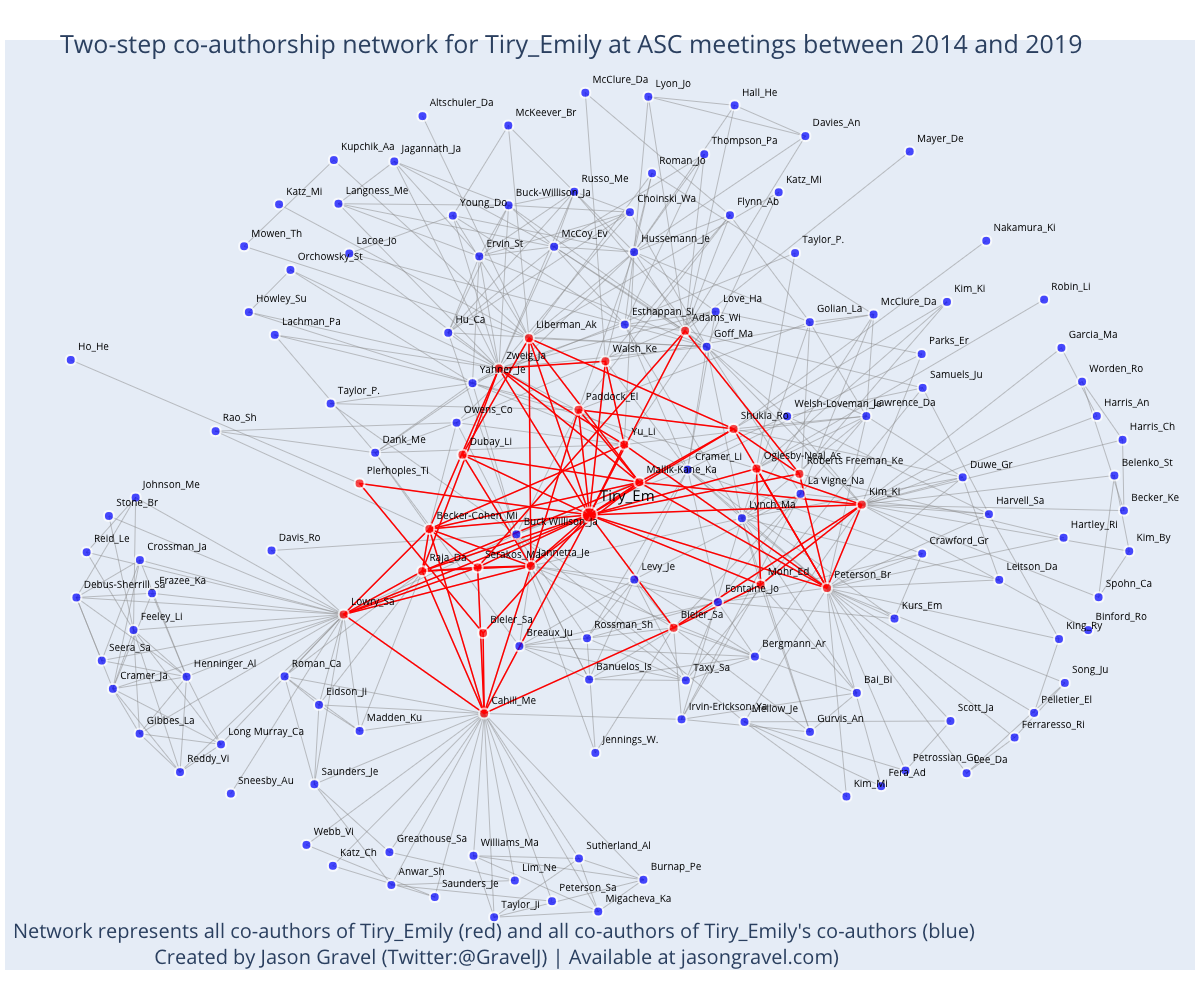 Two-step co-authorship network for Tiry_Emily at ASC meetings between 2014 and 2019
McClure_Da
Lyon_Jo
Hall_He
Altschuler_Da
McKeever_Br
Davies_An
Kupchik_Aa
Jagannath_Ja
Thompson_Pa
Mayer_De
Roman_Jo
Russo_Me
Katz_Mi
Langness_Me
Buck-Willison_Ja
Katz_Mi
Young_Do
Choinski_Wa
Flynn_Ab
Mowen_Th
Lacoe_Jo
Ervin_St
McCoy_Ev
Hussemann_Je
Taylor_P.
Nakamura_Ki
Orchowsky_St
Howley_Su
Love_Ha
McClure_Da
Kim_Ki
Robin_Li
Lachman_Pa
Hu_Ca
Liberman_Ak
Esthappan_Si
Adams_Wi
Golian_La
Ho_He
Zweig_Ja
Walsh_Ke
Goff_Ma
Parks_Er
Garcia_Ma
Yahner_Je
Samuels_Ju
Worden_Ro
Taylor_P.
Paddock_El
Welsh-Loveman_Je
Lawrence_Da
Harris_An
Rao_Sh
Owens_Co
Shukla_Ro
Harris_Ch
Dank_Me
Dubay_Li
Yu_Li
Plerhoples_Ti
Mallik-Kane_Ka
Cramer_Li
Oglesby-Neal_As
Roberts Freeman_Ke
Duwe_Gr
Belenko_St
Johnson_Me
La Vigne_Na
Kim_Ki
Stone_Br
Tiry_Em
Lynch_Ma
Harvell_Sa
Becker_Ke
Becker-Cohen_Mi
Buck Willison_Ja
Hartley_Ri
Reid_Le
Crossman_Ja
Davis_Ro
Crawford_Gr
Kim_By
Raja_Da
Serakos_Ma
Jannetta_Je
Debus-Sherrill_Sa
Frazee_Ka
Levy_Je
Mohr_Ed
Peterson_Br
Leitson_Da
Spohn_Ca
Lowry_Sa
Fontaine_Jo
Feeley_Li
Bieler_Sa
Bieler_Sa
Kurs_Em
Binford_Ro
Breaux_Ju
Rossman_Sh
King_Ry
Seera_Sa
Henninger_Al
Bergmann_Ar
Cramer_Ja
Roman_Ca
Banuelos_Is
Taxy_Sa
Song_Ju
Eidson_Ji
Bai_Bi
Cahill_Me
Irvin-Erickson_Ya
Mellow_Je
Pelletier_El
Gibbes_La
Long Murray_Ca
Madden_Ku
Gurvis_An
Scott_Ja
Ferraresso_Ri
Jennings_W.
Reddy_Vi
Petrossian_Go
Lee_Da
Sneesby_Au
Saunders_Je
Kim_Mi
Fera_Ad
Webb_Vi
Greathouse_Sa
Williams_Ma
Sutherland_Al
Katz_Ch
Lim_Ne
Burnap_Pe
Anwar_Sh
Saunders_Je
Peterson_Sa
Taylor_Ji
Migacheva_Ka
Network represents all co-authors of Tiry_Emily (red) and all co-authors of Tiry_Emily's co-authors (blue)
Created by Jason Gravel (Twitter:@GravelJ) | Available at jasongravel.com)